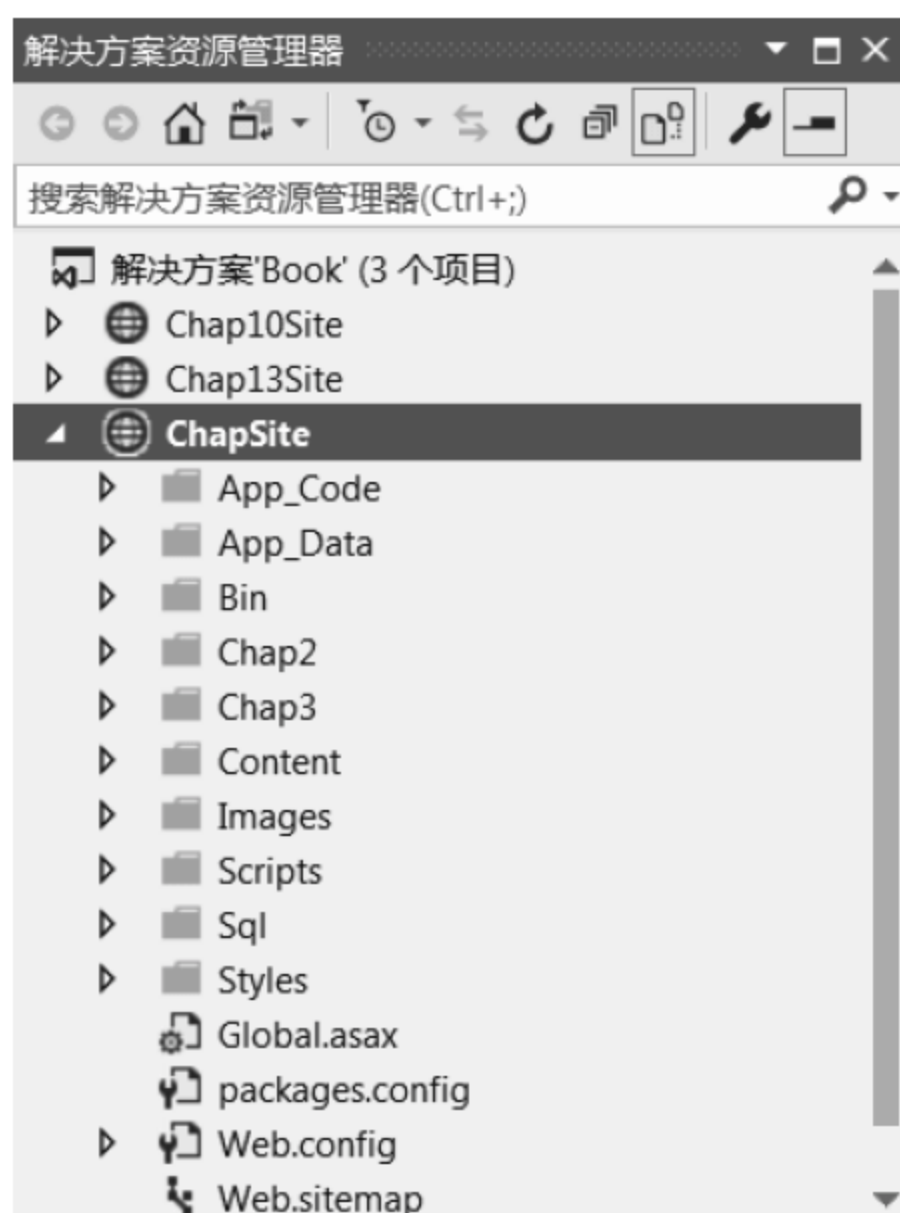 解决方案资源管理器
搜索解决方案资源管理器(Ctrl+;)
解决方案'Book' (3 个项目)
Chap10Site
Chap13Site
ChapSite
App_Code
App_Data
Bin
Chap2
Chap3
Content
Images
Scripts
Sql
Styles
Global.asax
packages.config
Web.config
Web.sitemap